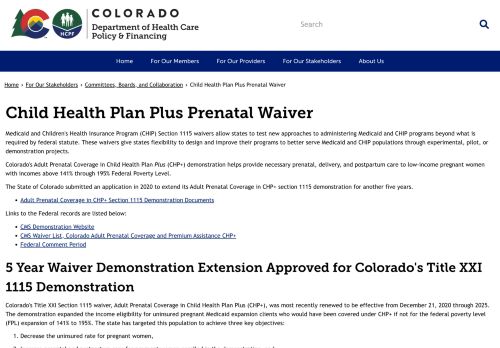 COLORADO
Department of Health Care
Policy & Financing
HCPF
Search
Home
For Our Members
For Our Providers
For Our Stakeholders
About Us
Home › For Our Stakeholders › Committees, Boards, and Collaboration › Child Health Plan Plus Prenatal Waiver
Child Health Plan Plus Prenatal Waiver
Medicaid and Children's Health Insurance Program (CHIP) Section 1115 waivers allow states to test new approaches to administering Medicaid and CHIP programs beyond what is
required by federal statute. These waivers give states flexibility to design and improve their programs to better serve Medicaid and CHIP populations through experimental, pilot, or
demonstration projects.
Colorado's Adult Prenatal Coverage in Child Health Plan Plus (CHP+) demonstration helps provide necessary prenatal, delivery, and postpartum care to low-income pregnant women
with incomes above 141% through 195% Federal Poverty Level.
The State of Colorado submitted an application in 2020 to extend its Adult Prenatal Coverage in CHP+ section 1115 demonstration for another five years.
• Adult Prenatal Coverage in CHP+ Section 1115 Demonstration Documents
Links to the Federal records are listed below:
• CMS Demonstration Website
• CMS Waiver List, Colorado Adult Prenatal Coverage and Premium Assistance CHP+
• Federal Comment Period
5 Year Waiver Demonstration Extension Approved for Colorado's Title XXI
1115 Demonstration
Colorado's Title XXI Section 1115 waiver, Adult Prenatal Coverage in Child Health Plan Plus (CHP+), was most recently renewed to be effective from December 21, 2020 through 2025.
The demonstration expanded the income eligibility for uninsured pregnant Medicaid expansion clients who would have been covered under CHP+ if not for the federal poverty level
(FPL) expansion of 141% to 195%. The state has targeted this population to achieve three key objectives:
1. Decrease the uninsured rate for pregnant women,